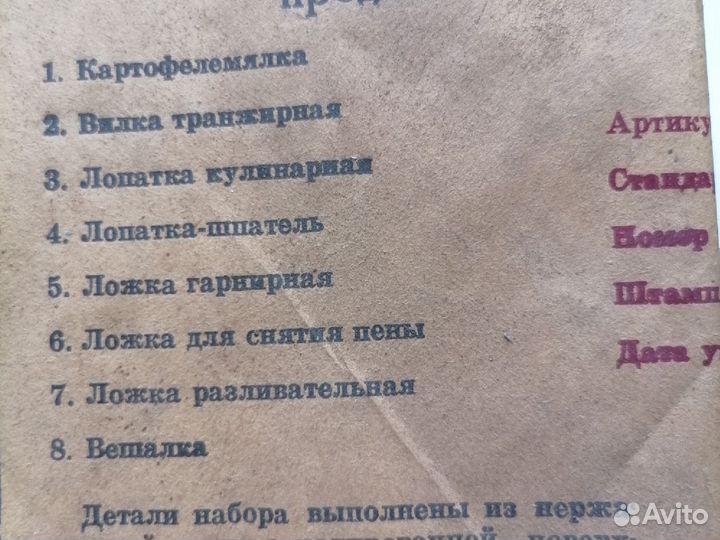 1. Картофелемялка
2. Вилка транжирная
3. Лопатка кулинарная
4. Лопатка-шпатель
5. Ложка гарнирная
6. Ложка для снятия пены
7. Ложка разливательная
8. Вешалка
Детали набора выполнены из нержа-
Артику
Станда
Номер
Штамп
Дата у
Avito